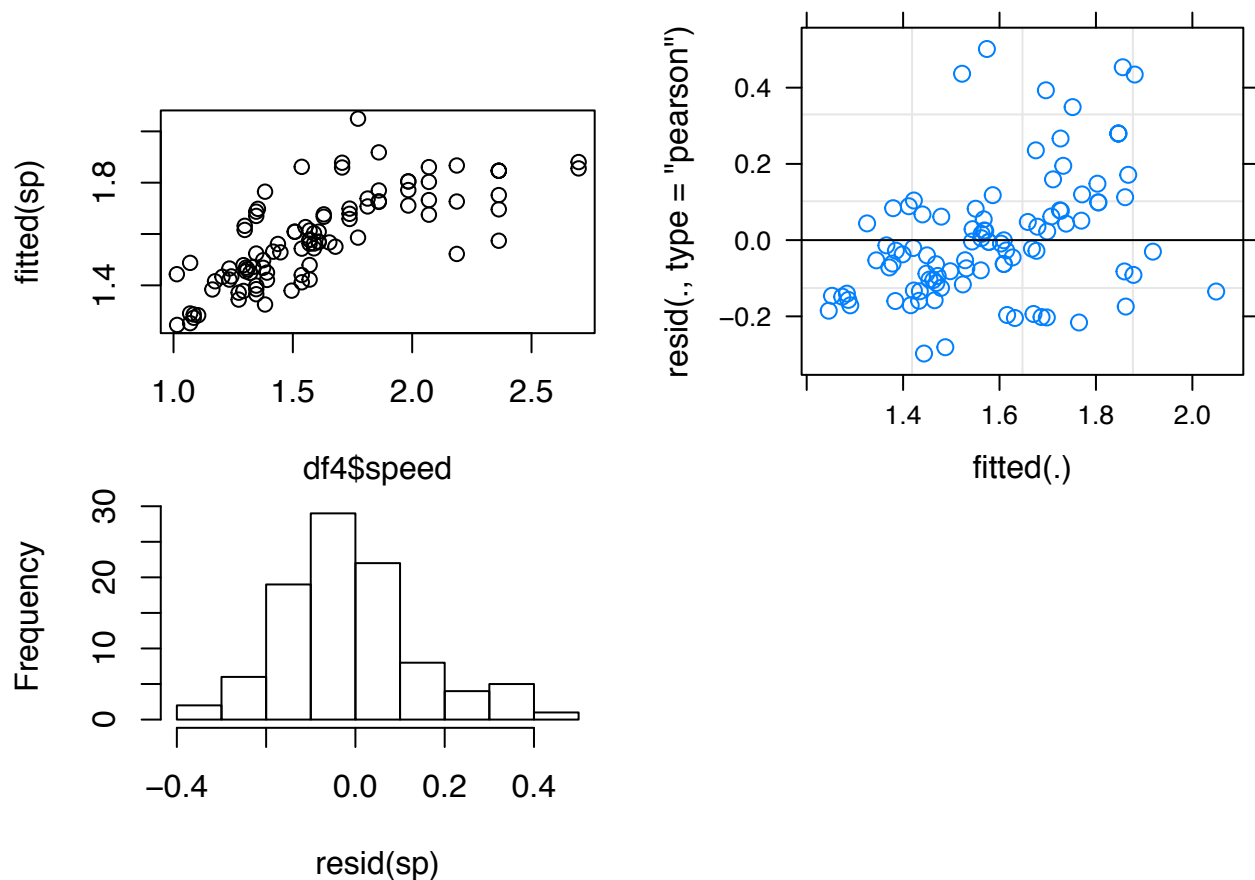 fitted(sp)
1.8
1.4
1.0 1.5 2.0 2.5
df4$speed
resid(., type = "pearson")
0.4
0.2
0.0
−0.2
1.4 1.6 1.8 2.0
fitted(.)
Frequency
30
20
10
0
−0.4 0.0 0.2 0.4
resid(sp)